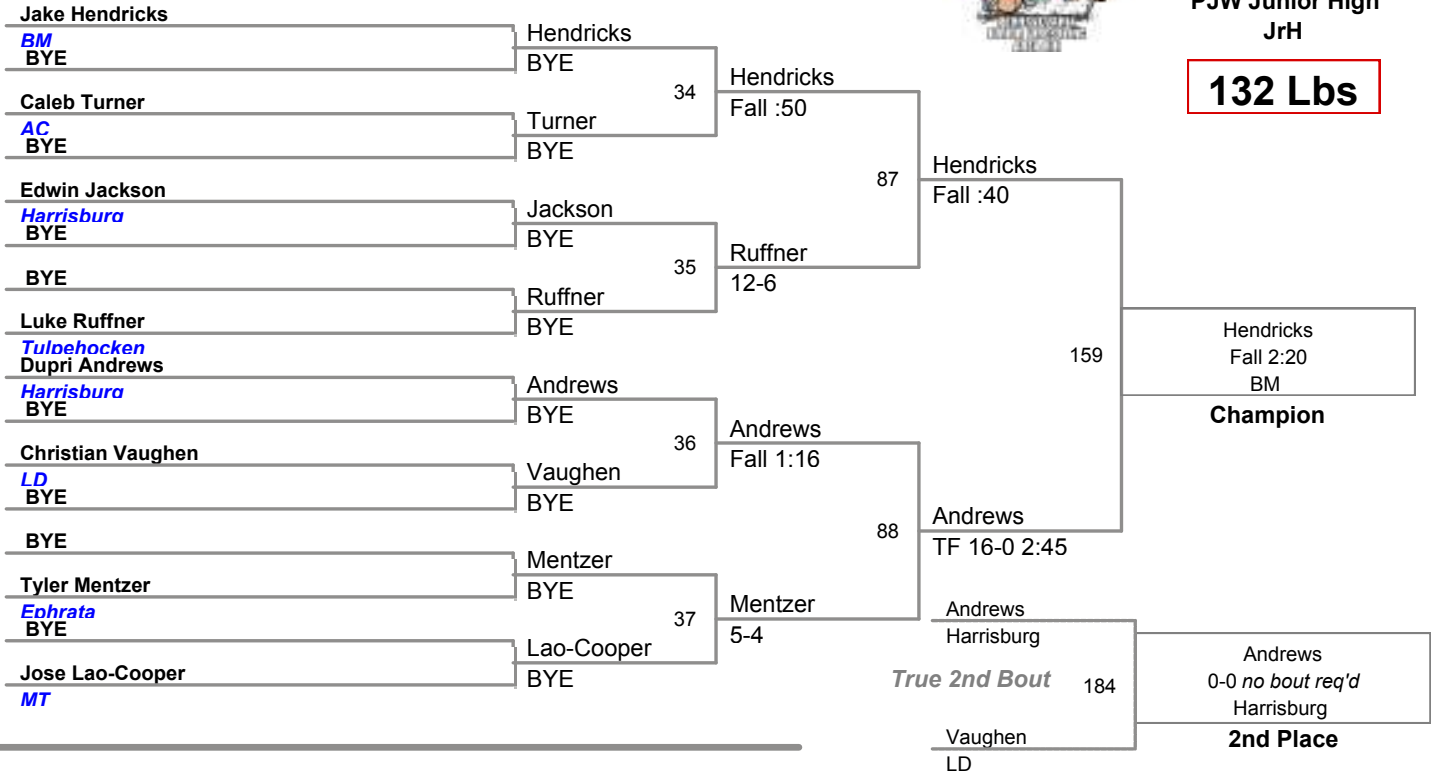 PJW Junior High
JrH
132 Lbs
Jake Hendricks
BM
BYE
Caleb Turner
AC
BYE
Edwin Jackson
Harrisburg
BYE
BYE
Luke Ruffner
Tulpehocken
Dupri Andrews
Harrisburg
BYE
Christian Vaughen
LD
BYE
BYE
Tyler Mentzer
Ephrata
BYE
Jose Lao-Cooper
MT
Hendricks
BYE
Turner
BYE
Jackson
BYE
Ruffner
BYE
Andrews
BYE
Vaughen
BYE
Mentzer
BYE
Lao-Cooper
BYE
34
35
36
37
Hendricks
Fall :50
Ruffner
12-6
Andrews
Fall 1:16
Mentzer
5-4
87
88
Hendricks
Fall :40
Andrews
TF 16-0 2:45
159
Hendricks
Fall 2:20
BM
Champion
Andrews
Harrisburg
True 2nd Bout 184
Vaughen
LD
Andrews
0-0 no bout req'd
Harrisburg
2nd Place